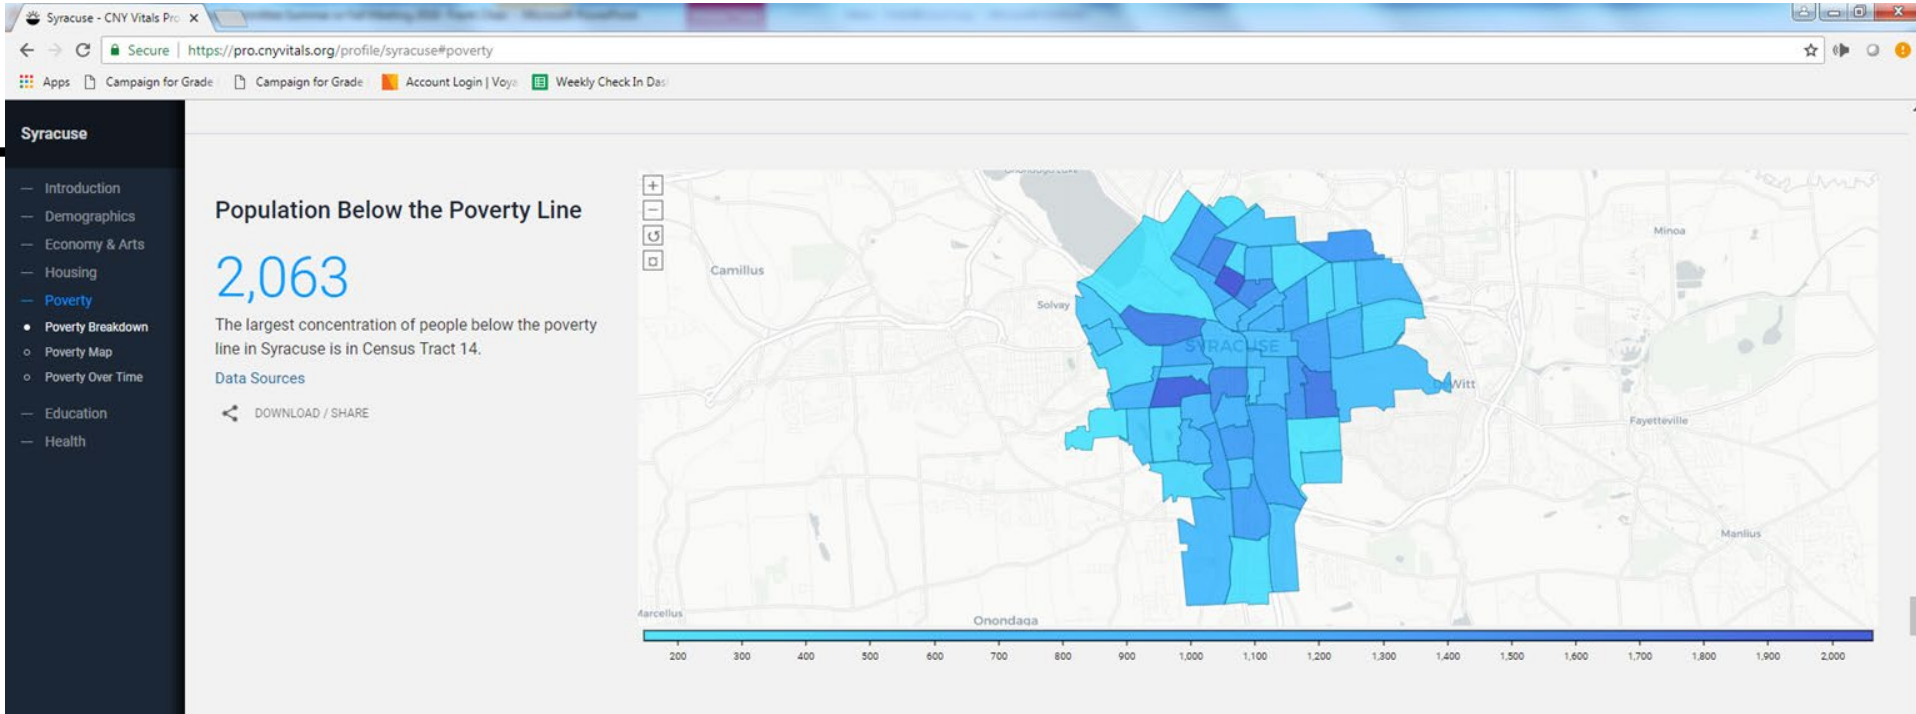 Syracuse - CNY Vitals Pro
Secure | https://pro.cnyvitals.org/profile/syracuse#poverty
Apps Campaign for Grade Campaign for Grade Account Login | Voya Weekly Check In Das
Syracuse
Introduction
Demographics
Economy & Arts
Housing
Poverty
Poverty Breakdown
Poverty Map
Poverty Over Time
Education
Health
Population Below the Poverty Line
2,063
The largest concentration of people below the poverty
line in Syracuse is in Census Tract 14.
Data Sources
DOWNLOAD / SHARE
Minoa
Camillus
Solvay
SYRACUSE
DeWitt
Fayetteville
Manlius
Marcellus
Onondaga
200 300 400 500 600 700 800 900 1,000 1,100 1,200 1,300 1,400 1,500 1,600 1,700 1,800 1,900 2,000